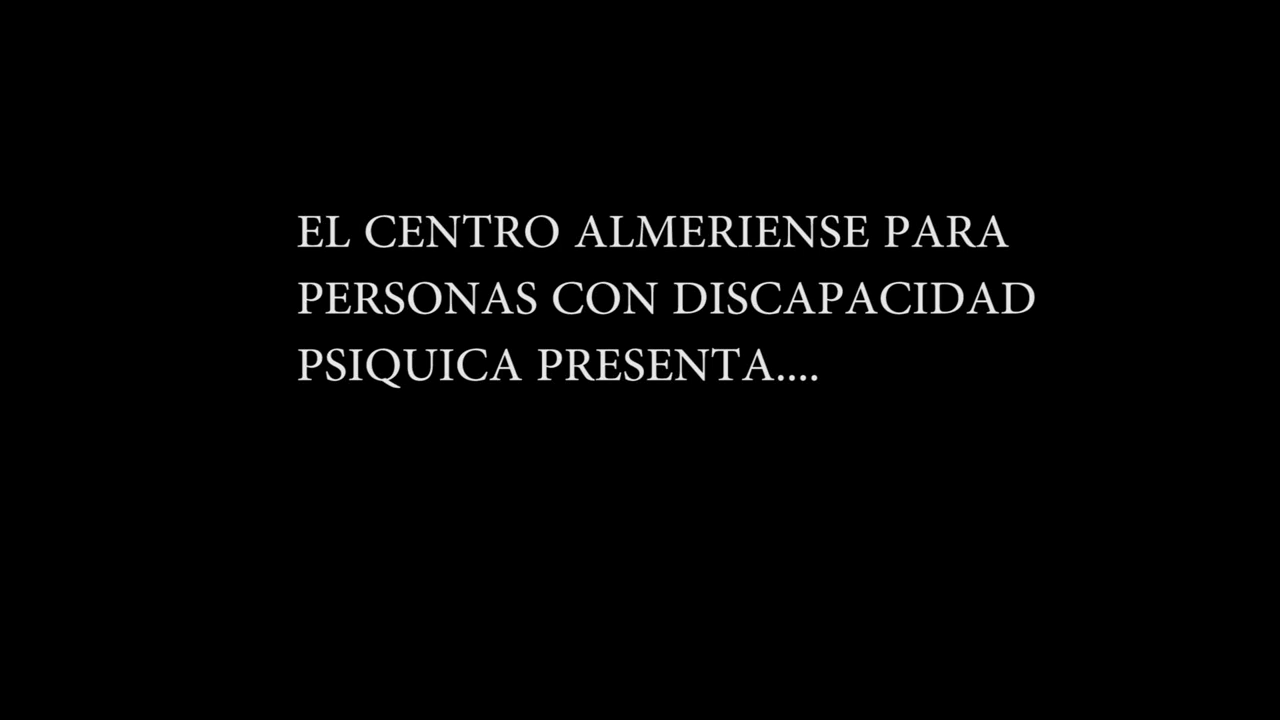 EL CENTRO ALMERIENSE PARA
PERSONAS CON DISCAPACIDAD
PSIQUICA PRESENTA....